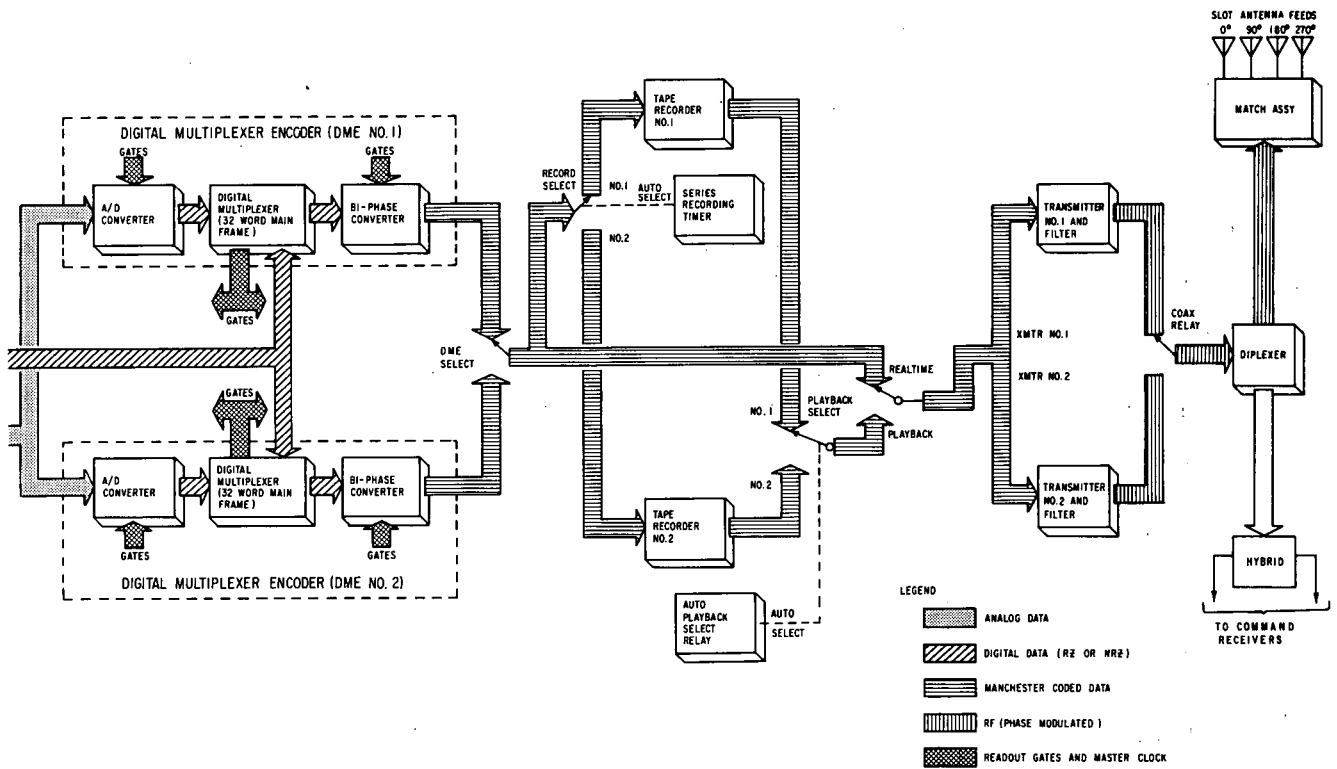 SLOT ANTENNA FEEDS
0° 90° 180° 270°
MATCH ASSY
DIGITAL MULTIPLEXER ENCODER (DME NO.1)
GATES
GATES
A/D
CONVERTER
DIGITAL
MULTIPLEXER
(32 WORD MAIN
FRAME)
BI-PHASE
CONVERTER
GATES
TAPE
RECORDER
NO.1
RECORD
SELECT
NO.1
AUTO
SELECT
SERIES
RECORDING
TIMER
NO.2
TRANSMITTER
NO.1 AND
FILTER
DME
SELECT
XMTR NO.1
XMTR NO.2
COAX
RELAY
DIPLEXER
REALTIME
PLAYBACK
SELECT
NO.1
PLAYBACK
NO.2
GATES
A/D
CONVERTER
DIGITAL
MULTIPLEXER
(32 WORD MAIN
FRAME)
BI-PHASE
CONVERTER
GATES
GATES
DIGITAL MULTIPLEXER ENCODER (DME NO. 2)
TAPE
RECORDER
NO.2
TRANSMITTER
NO.2 AND
FILTER
AUTO
PLAYBACK
SELECT
RELAY
AUTO
SELECT
HYBRID
TO COMMAND
RECEIVERS
LEGEND
ANALOG DATA
DIGITAL DATA (RZ OR NRZ)
MANCHESTER CODED DATA
RF (PHASE MODULATED)
READOUT GATES AND MASTER CLOCK